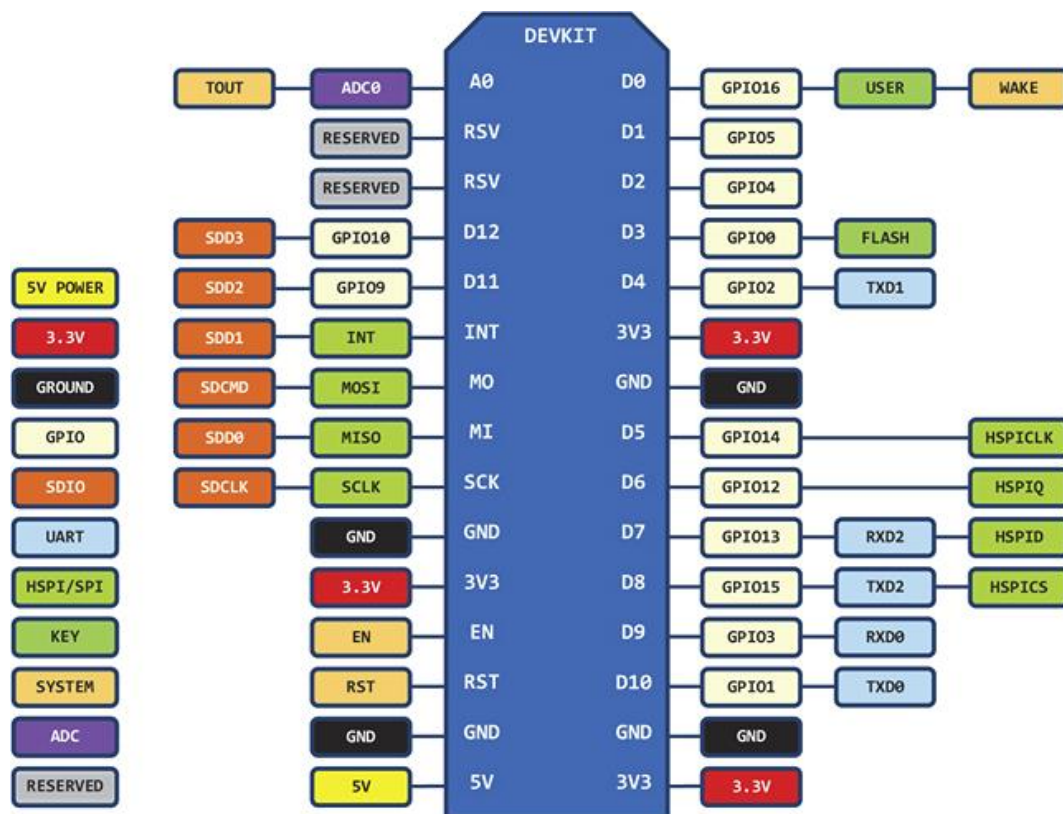 DEVKIT
TOUT ADC0 A0 D0 GPIO16 USER WAKE
RESERVED RSV D1 GPIO5
RESERVED RSV D2 GPIO4
SDD3 GPIO10 D12 D3 GPIO0 FLASH
5V POWER SDD2 GPIO9 D11 D4 GPIO2 TXD1
3.3V SDD1 INT INT 3V3 3.3V
GROUND SDCMD MOSI MO GND GND
GPIO SDD0 MISO MI D5 GPIO14 HSPICLK
SDIO SDCLK SCLK SCK D6 GPIO12 HSPIQ
UART GND GND D7 GPIO13 RXD2 HSPID
HSPI/SPI 3.3V 3V3 D8 GPIO15 TXD2 HSPICS
KEY EN EN D9 GPIO3 RXD0
SYSTEM RST RST D10 GPIO1 TXD0
ADC GND GND GND GND
RESERVED 5V 5V 3V3 3.3V